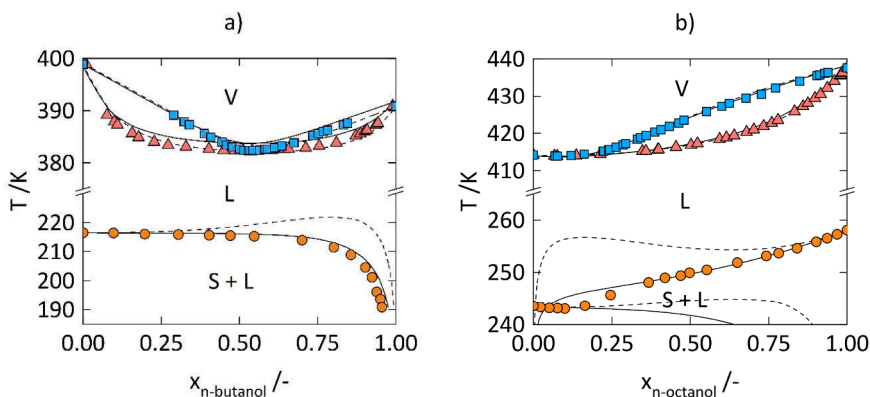 a)
400
V
390
380
T /K
L
220
210
S + L
200
190
0.00 0.25 0.50 0.75 1.00
x n-butanol /-
b)
440
430
V
420
410
T /K
L
260
250
S + L
240
0.00 0.25 0.50 0.75 1.00
x n-octanol /-